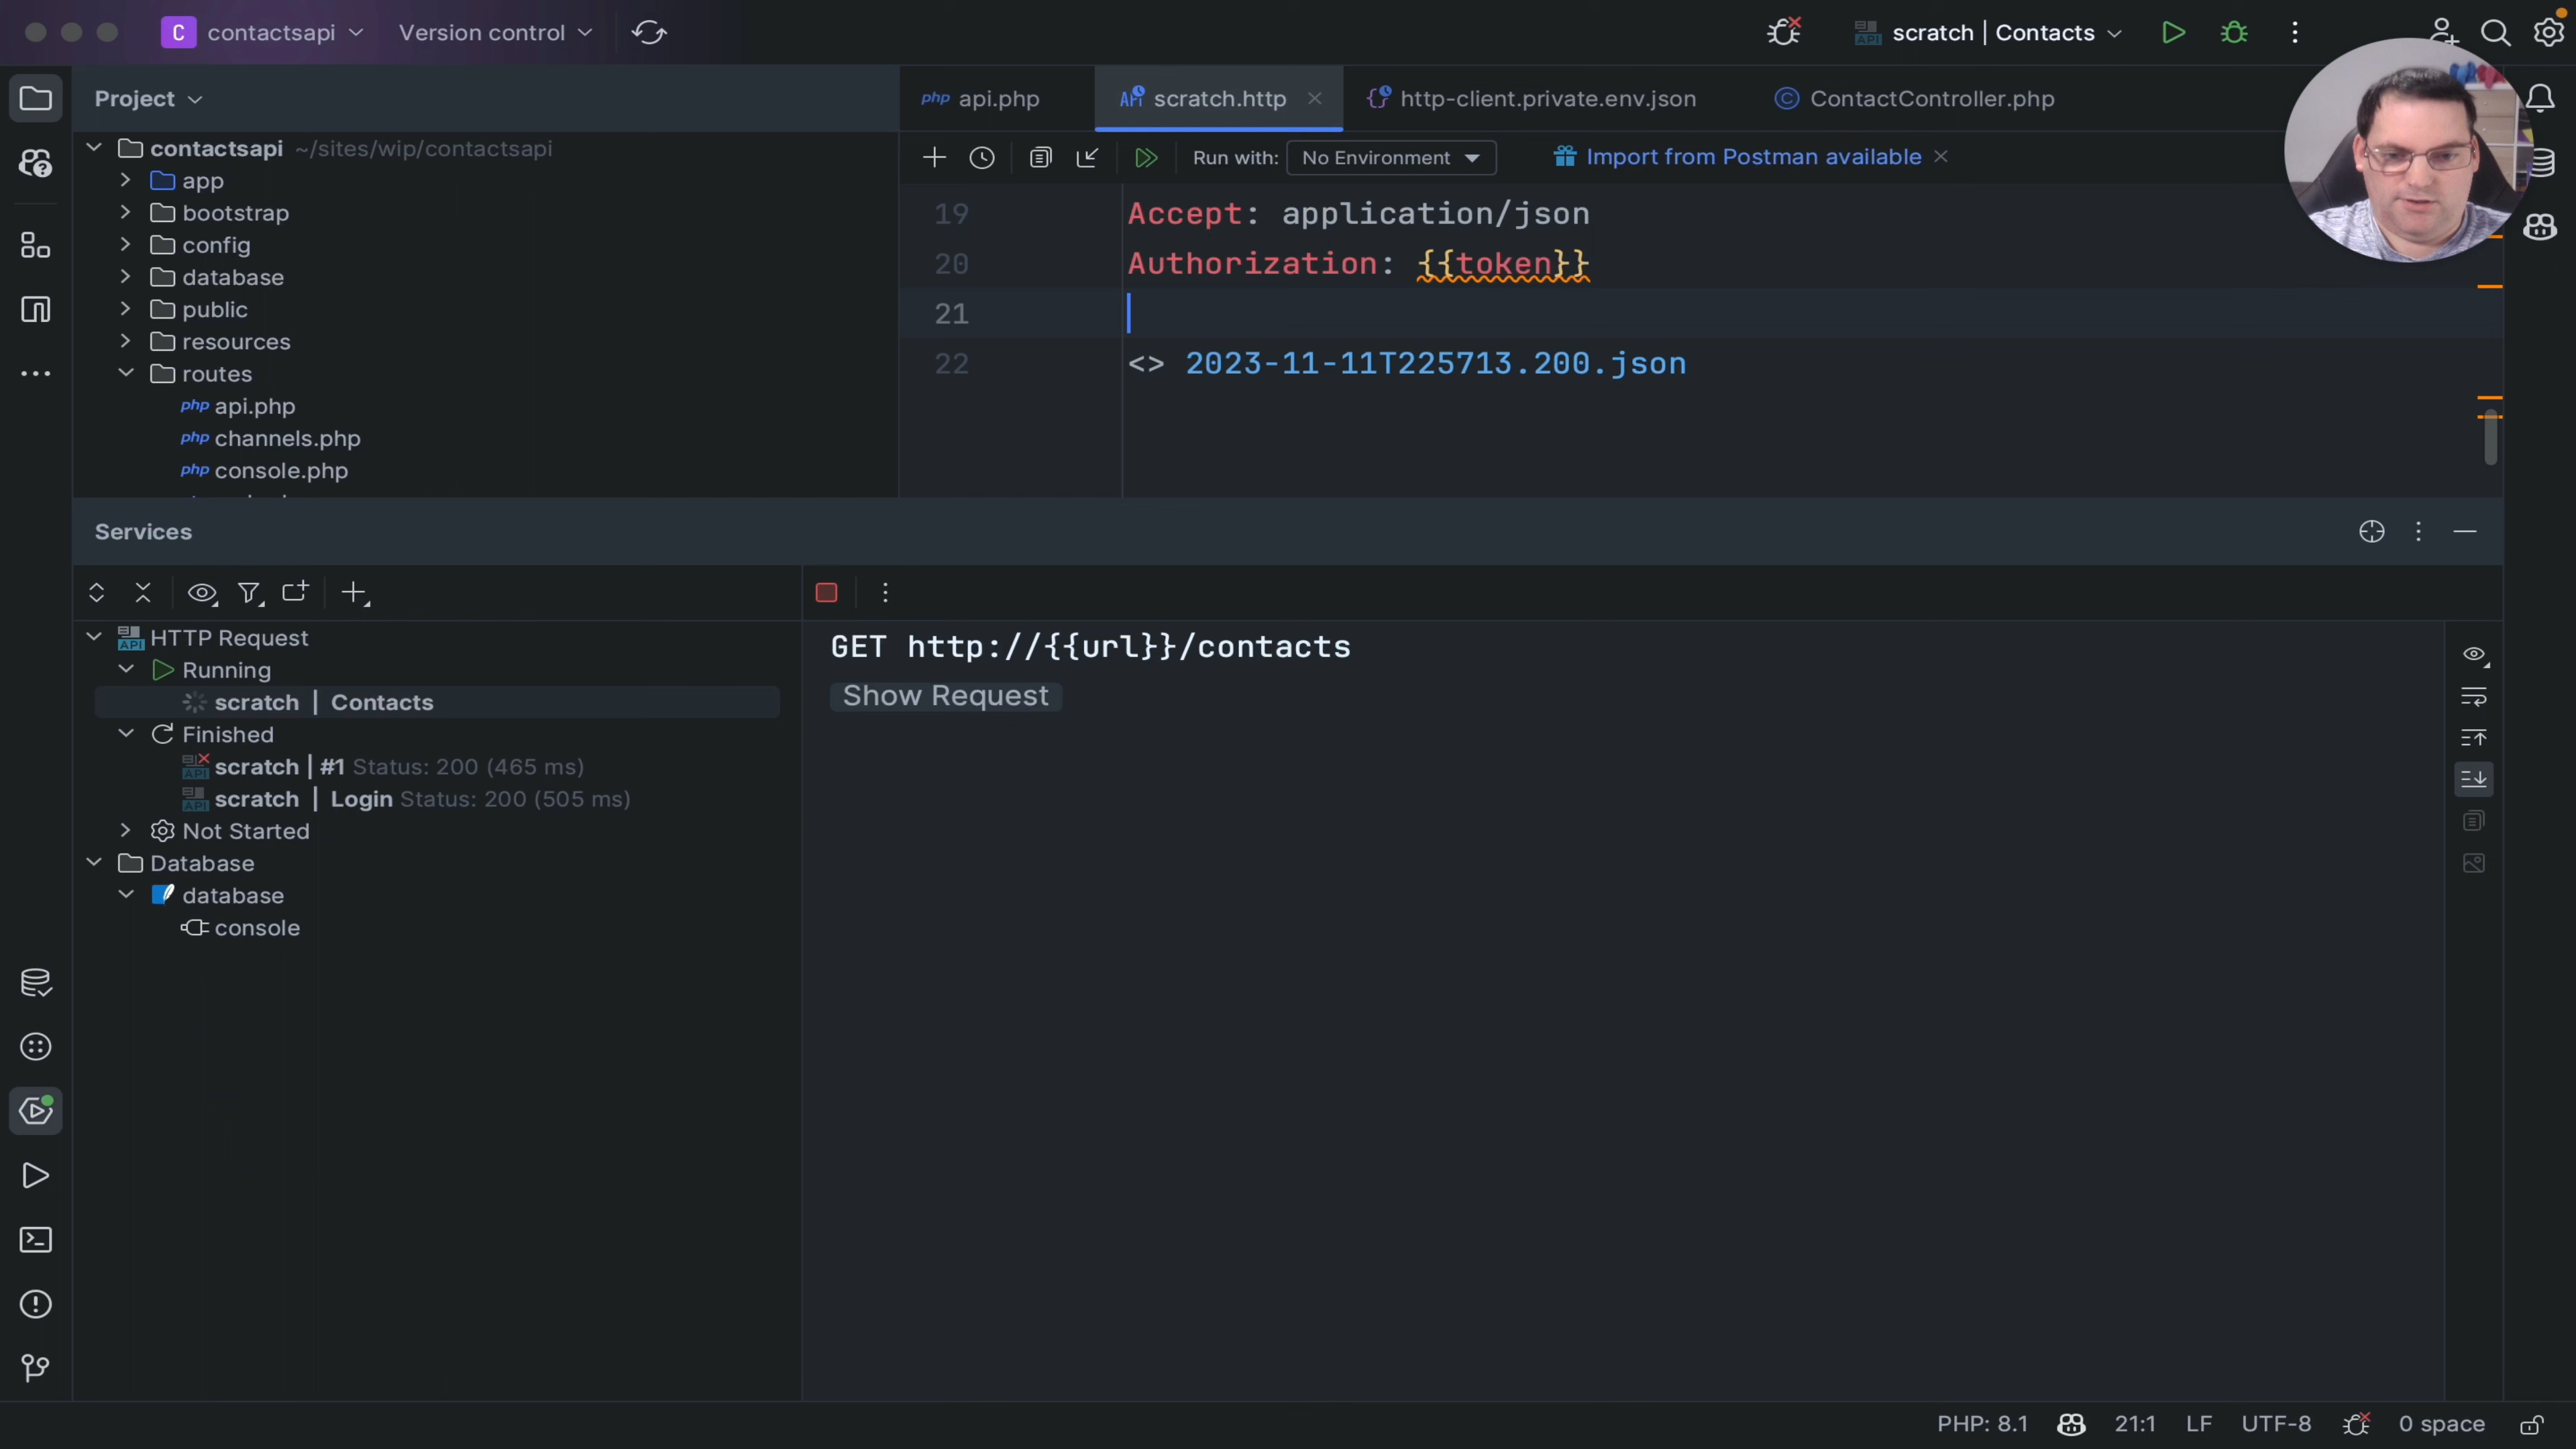 C contactsapi Version control scratch | Contacts
Project
api.php scratch.http http-client.private.env.json ContactController.php
contactsapi ~/sites/wip/contactsapi
app
bootstrap
config
database
public
resources
routes
api.php
channels.php
console.php
Run with: No Environment Import from Postman available
19 Accept: application/json
20 Authorization: {{token}}
21
22 <> 2023-11-11T225713.200.json
Services
HTTP Request
Running
scratch | Contacts
Finished
scratch | #1 Status: 200 (465 ms)
scratch | Login Status: 200 (505 ms)
Not Started
Database
database
console
GET http://{{url}}/contacts
Show Request
PHP: 8.1 21:1 LF UTF-8 0 space